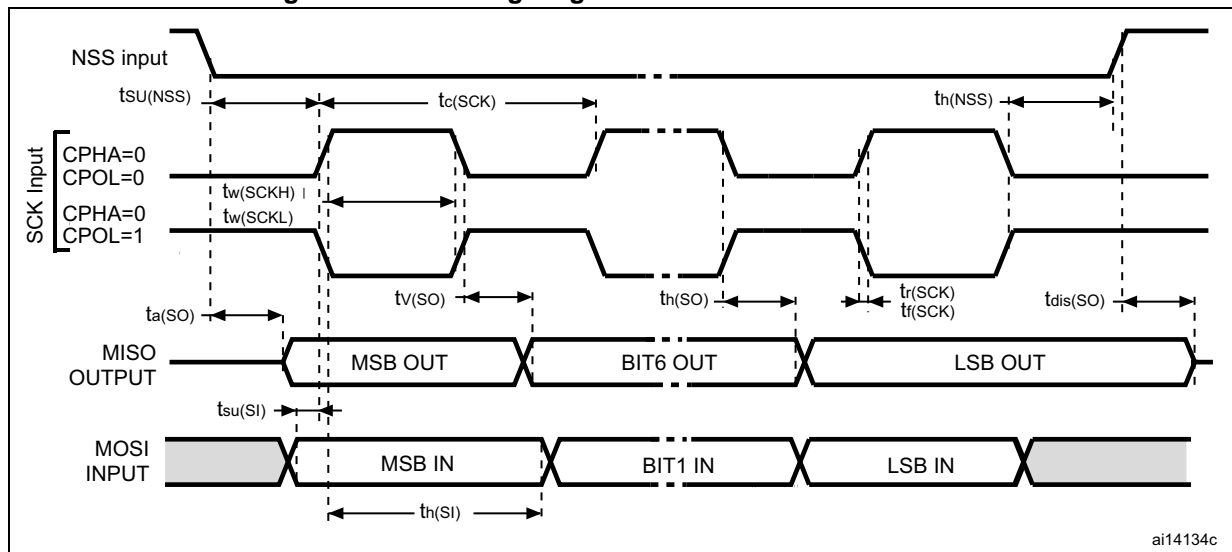 NSS input
tSU(NSS)
tc(SCK)
th(NSS)
SCK Input
CPHA=0
CPOL=0
tw(SCKH)
CPHA=0
CPOL=1
tw(SCKL)
tV(SO)
th(SO)
tr(SCK)
tf(SCK)
tdis(SO)
ta(SO)
MISO
OUTPUT
MSB OUT
BIT6 OUT
LSB OUT
tsu(SI)
MOSI
INPUT
MSB IN
BIT1 IN
LSB IN
th(SI)
ai14134c